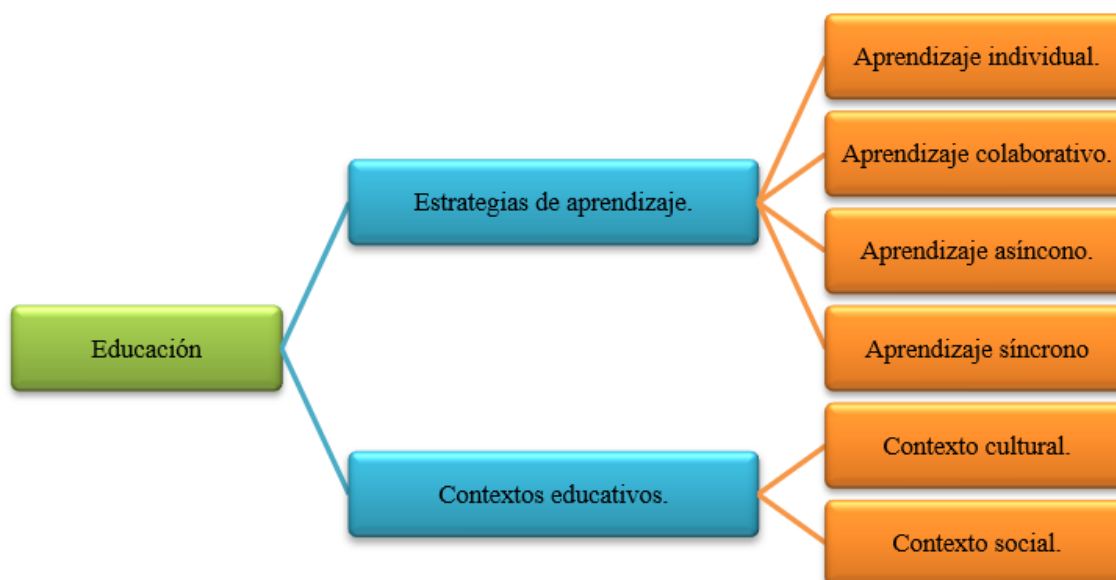 Aprendizaje individual.
Aprendizaje colaborativo.
Estrategias de aprendizaje.
Aprendizaje asíncono.
Educación
Aprendizaje síncrono
Contexto cultural.
Contextos educativos.
Contexto social.